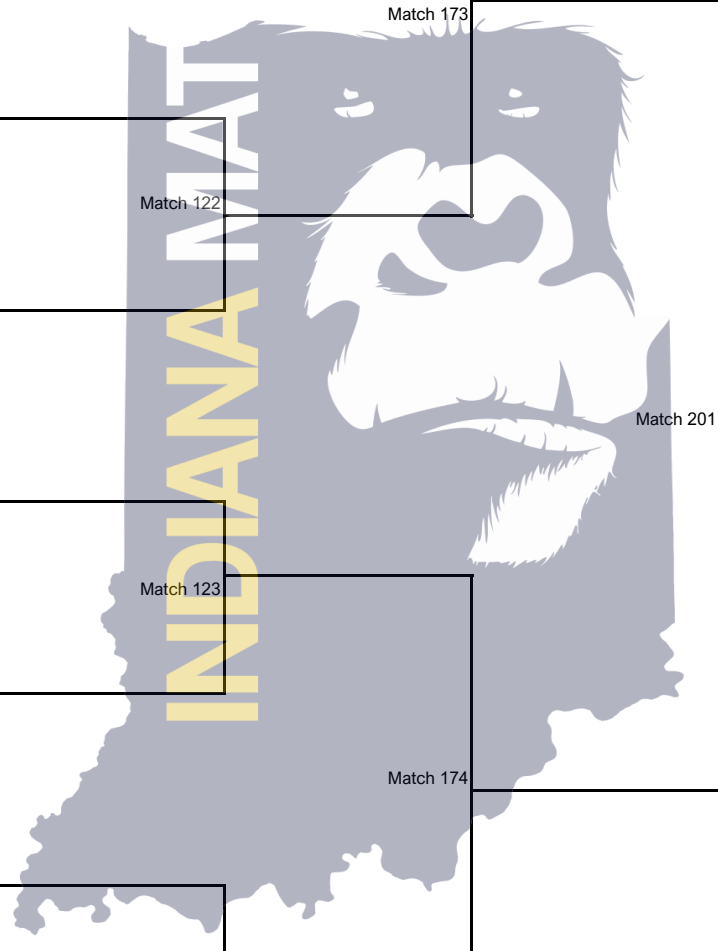 Match 173
Match 122
Match 201
Match 123
Match 174
INDIANA MAT